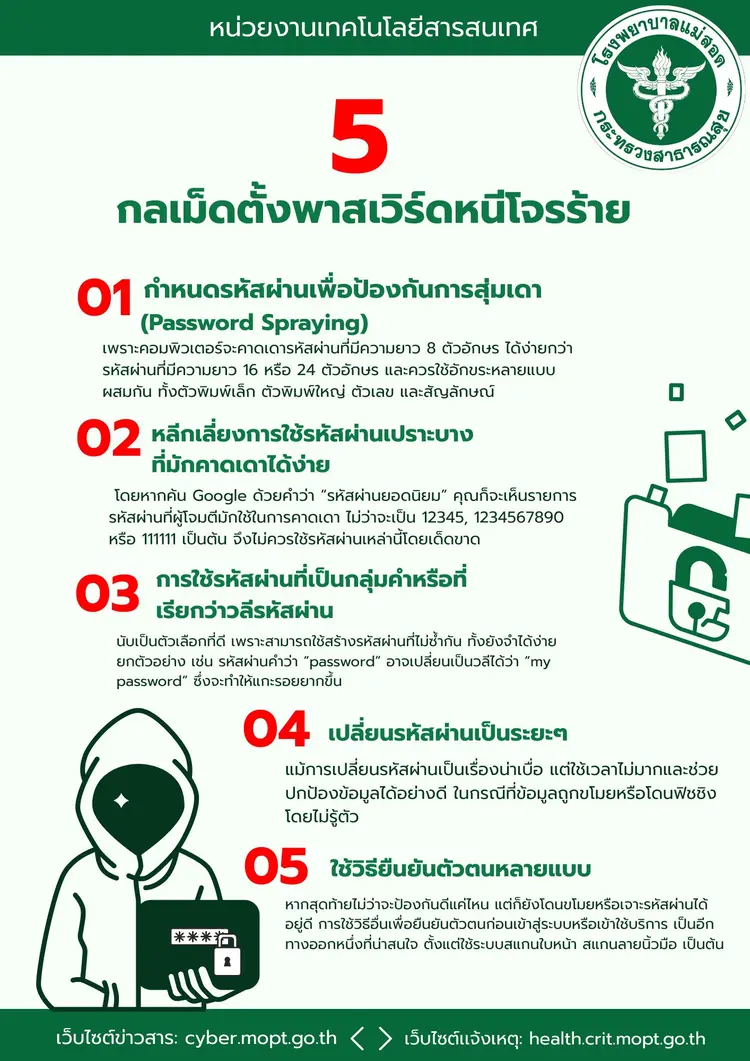 หน่วยงานเทคโนโลยีสารสนเทศ
โรงพยาบาลแม่สอด
กระทรวงสาธารณสุข
5
กลเม็ดตั้งพาสเวิร์ดหนีโจรร้าย
01 กำหนดรหัสผ่านเพื่อป้องกันการสุ่มเดา
(Password Spraying)
เพราะคอมพิวเตอร์จะคาดเดารหัสผ่านที่มีความยาว 8 ตัวอักษร ได้ง่ายกว่า
รหัสผ่านที่มีความยาว 16 หรือ 24 ตัวอักษร และควรใช้อักขระหลายแบบ
ผสมกัน ทั้งตัวพิมพ์เล็ก ตัวพิมพ์ใหญ่ ตัวเลข และสัญลักษณ์
02 หลีกเลี่ยงการใช้รหัสผ่านเปราะบาง
ที่มักคาดเดาได้ง่าย
โดยหากค้น Google ด้วยคำว่า “รหัสผ่านยอดนิยม” คุณก็จะเห็นรายการ
รหัสผ่านที่ผู้โจมตีมักใช้ในการคาดเดา ไม่ว่าจะเป็น 12345, 1234567890
หรือ 111111 เป็นต้น จึงไม่ควรใช้รหัสผ่านเหล่านี้โดยเด็ดขาด
03 การใช้รหัสผ่านที่เป็นกลุ่มคำหรือที่
เรียกว่าวลีรหัสผ่าน
นับเป็นตัวเลือกที่ดี เพราะสามารถใช้สร้างรหัสผ่านที่ไม่ซ้ำกัน ทั้งยังจำได้ง่าย
ยกตัวอย่าง เช่น รหัสผ่านคำว่า “password” อาจเปลี่ยนเป็นวลีได้ว่า “my
password” ซึ่งจะทำให้แกะรอยยากขึ้น
04 เปลี่ยนรหัสผ่านเป็นระยะๆ
แม้การเปลี่ยนรหัสผ่านเป็นเรื่องน่าเบื่อ แต่ใช้เวลาไม่มากและช่วย
ปกป้องข้อมูลได้อย่างดี ในกรณีที่ข้อมูลถูกขโมยหรือโดนฟิชชิง
โดยไม่รู้ตัว
05 ใช้วิธียืนยันตัวตนหลายแบบ
หากสุดท้ายไม่ว่าจะป้องกันดีแค่ไหน แต่ก็ยังโดนขโมยหรือเจาะรหัสผ่านได้
อยู่ดี การใช้วิธีอื่นเพื่อยืนยันตัวตนก่อนเข้าสู่ระบบหรือเข้าใช้บริการ เป็นอีก
ทางออกหนึ่งที่น่าสนใจ ตั้งแต่ใช้ระบบสแกนใบหน้า สแกนลายนิ้วมือ เป็นต้น
****
เว็บไซต์ข่าวสาร: cyber.mopt.go.th < > เว็บไซต์แจ้งเหตุ: health.crit.mopt.go.th